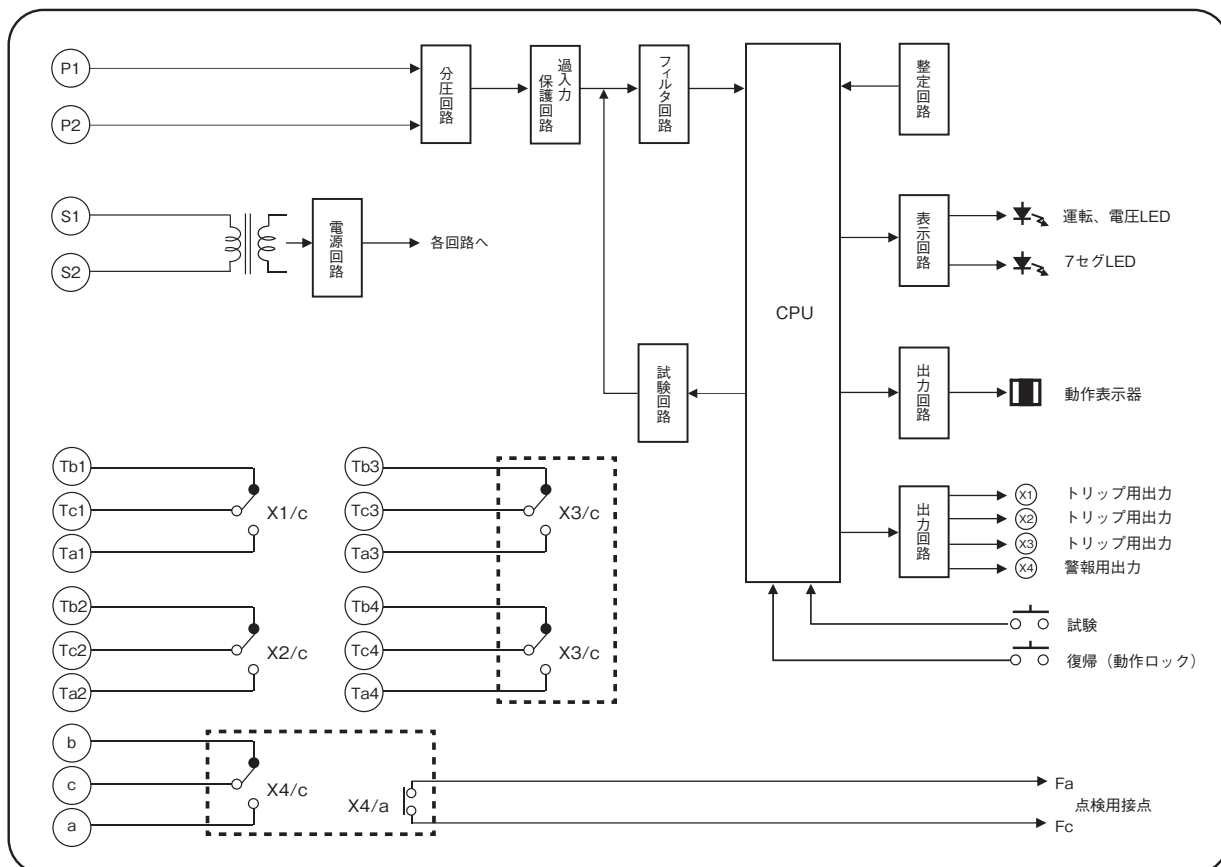 P1
P2
分圧回路
過入力
保護回路
フィルタ回路
CPU
整定回路
S1
S2
電源回路
各回路へ
表示回路
運転、電圧LED
7セグLED
試験回路
出力回路
動作表示器
Tb1
Tc1
Ta1
X1/c
Tb3
Tc3
Ta3
X3/c
出力回路
X1
トリップ用出力
X2
トリップ用出力
X3
トリップ用出力
X4
警報用出力
Tb2
Tc2
Ta2
X2/c
Tb4
Tc4
Ta4
X3/c
試験
復帰（動作ロック）
b
c
a
X4/c
X4/a
Fa
点検用接点
Fc